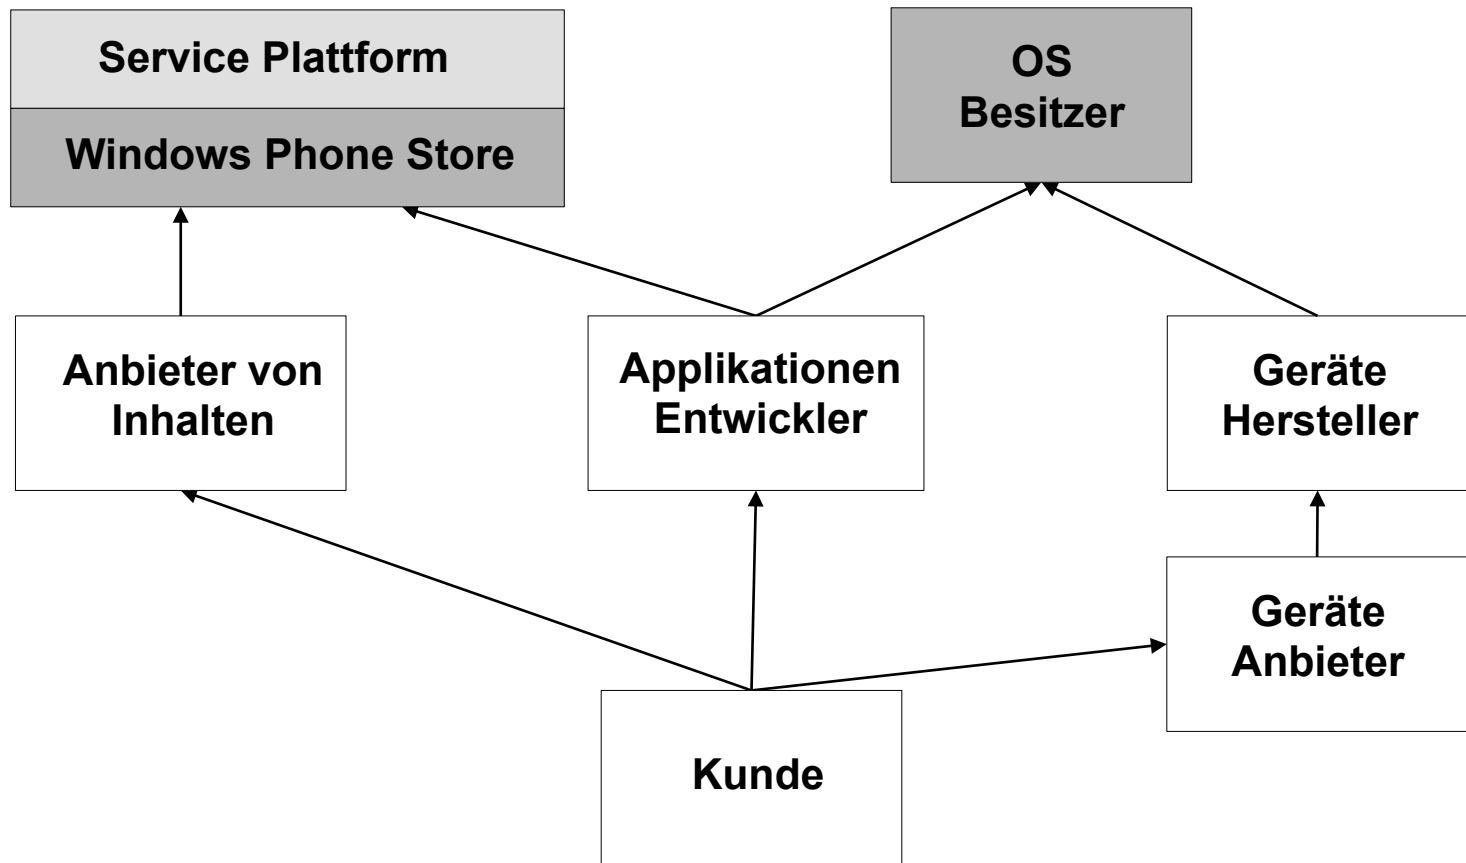 Service Plattform
Windows Phone Store
OS
Besitzer
Anbieter von
Inhalten
Applikationen
Entwickler
Geräte
Hersteller
Geräte
Anbieter
Kunde